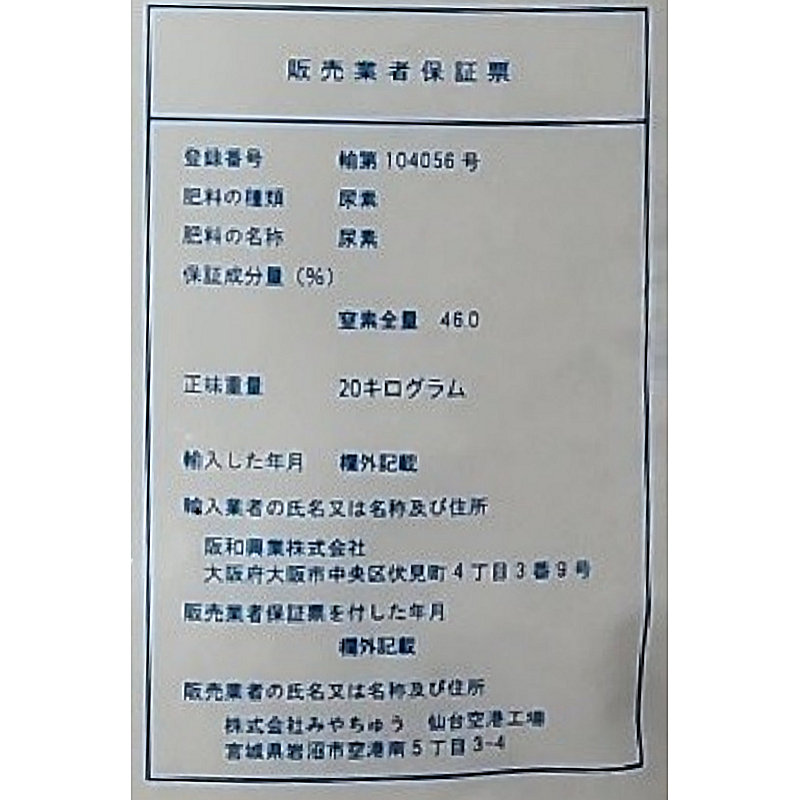 販売業者保証票
登録番号 輸第104056号
肥料の種類 尿素
肥料の名称 尿素
保証成分量（％）
窒素全量 46.0
正味重量 20キログラム
輸入した年月 欄外記載
輸入業者の氏名又は名称及び住所
阪和興業株式会社
大阪府大阪市中央区伏見町4丁目3番9号
販売業者保証票を付した年月
欄外記載
販売業者の氏名又は名称及び住所
株式会社みやちゅう 仙台空港工場
宮城県岩沼市空港南5丁目3-4